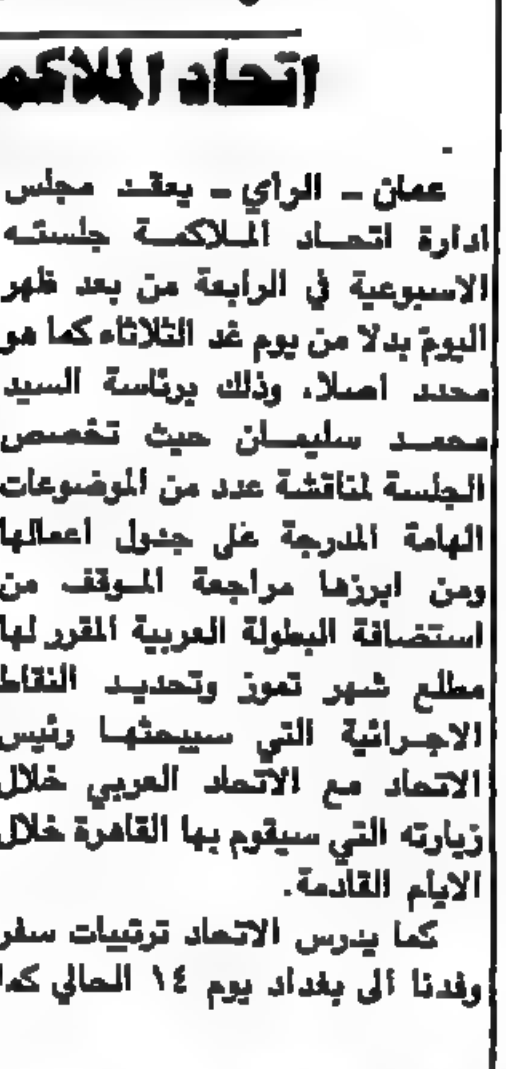 اتحاد الملاكم
عمان - الرأي - يعقد مجلس
ادارة اتحاد الملاكمة جلسته
الاسبوعية في الرابعة من بعد ظهر
اليوم بدلا من يوم غد الثلاثاء كما هو
محدد اصلا، وذلك برئاسة السيد
محمد سليمان حيث تخصص
الجلسة لمناقشة عدد من الموضوعات
الهامة المدرجة على جدول اعمالها
ومن ابرزها مراجعة الموقف من
استضافة البطولة العربية المقرر لها
مطلع شهر تموز وتحديد النقاط
الاجرائية التي سيبحثها رئيس
الاتحاد مع الاتحاد العربي خلال
زيارته التي سيقوم بها القاهرة خلال
الايام القادمة.
كما يدرس الاتحاد ترتيبات سفر
وفدنا الى بغداد يوم ١٤ الحالي كما